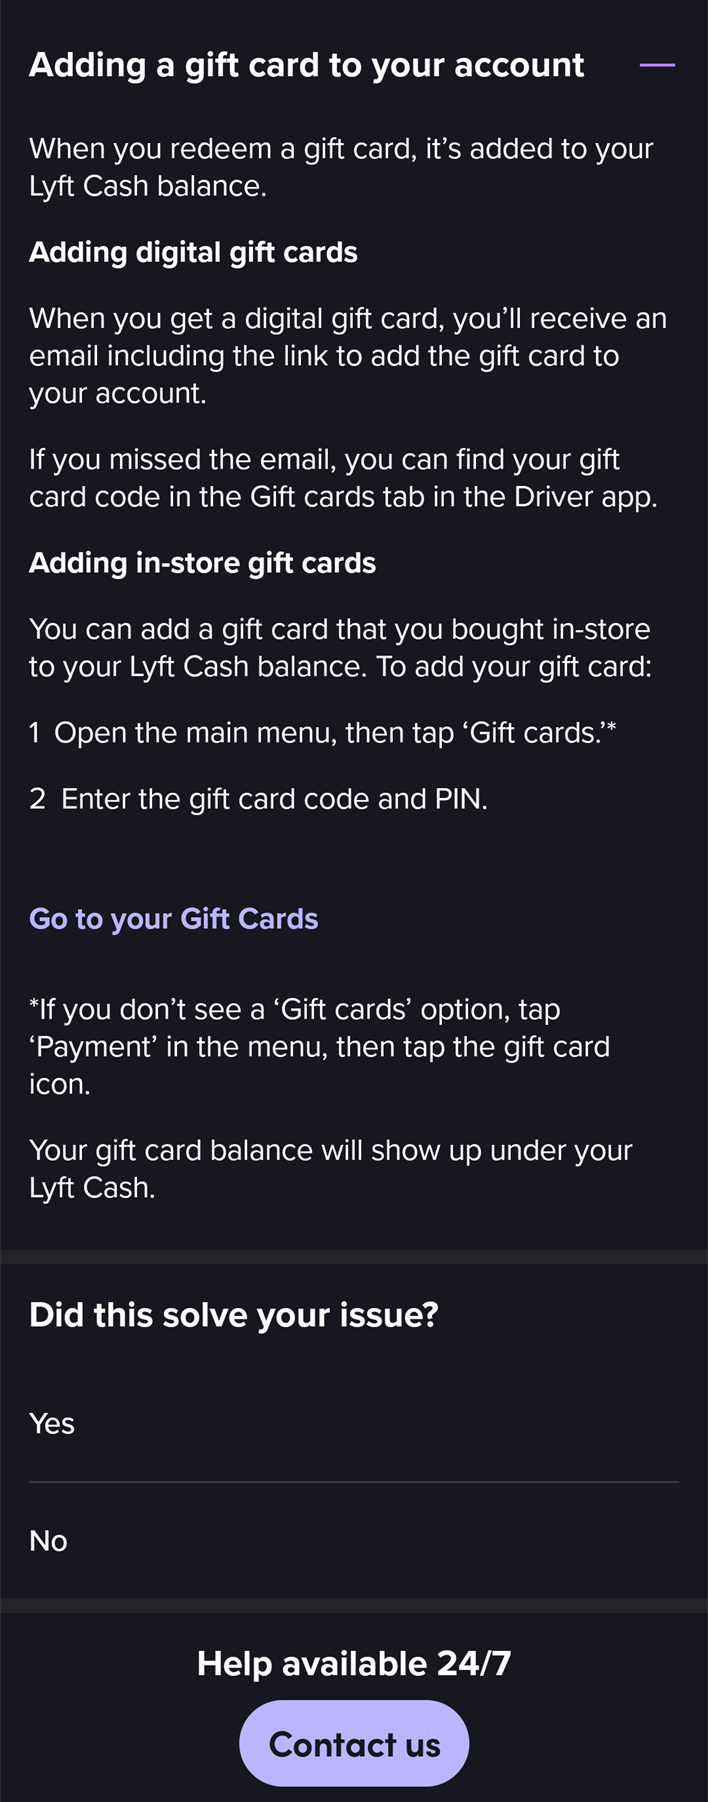 Adding a gift card to your account
When you redeem a gift card, it’s added to your
Lyft Cash balance.
Adding digital gift cards
When you get a digital gift card, you’ll receive an
email including the link to add the gift card to
your account.
If you missed the email, you can find your gift
card code in the Gift cards tab in the Driver app.
Adding in-store gift cards
You can add a gift card that you bought in-store
to your Lyft Cash balance. To add your gift card:
1 Open the main menu, then tap ‘Gift cards.’*
2 Enter the gift card code and PIN.
Go to your Gift Cards
*If you don’t see a ‘Gift cards’ option, tap
‘Payment’ in the menu, then tap the gift card
icon.
Your gift card balance will show up under your
Lyft Cash.
Did this solve your issue?
Yes
No
Help available 24/7
Contact us